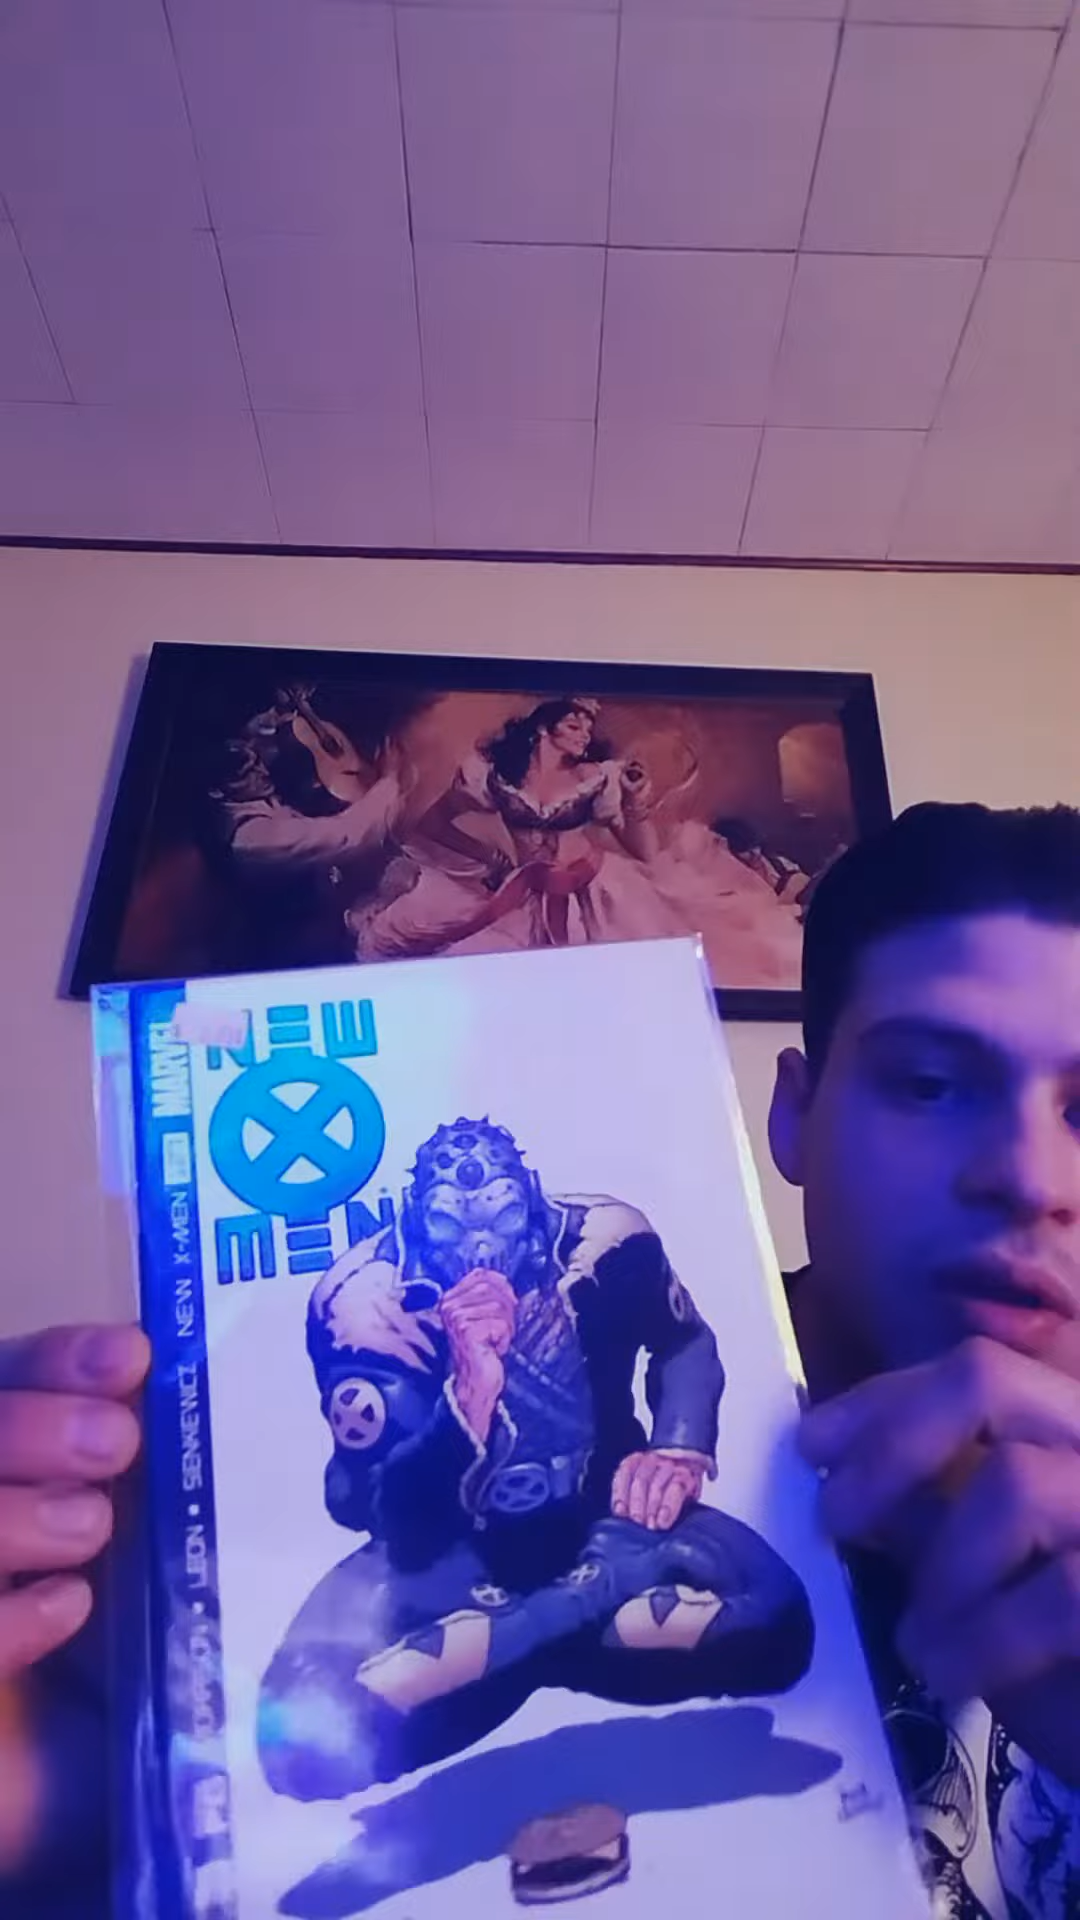 NEW
X
MEN
MARVEL
NEW X-MEN
LEON • SIENKIEWICZ